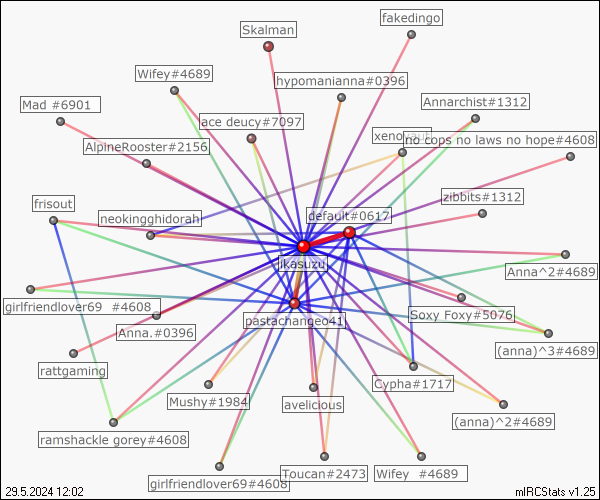 fakedingo
Skalman
Wifey#4689
hypomanianna#0396
Mad #6901
Annarchist#1312
ace deucy#7097
no cops no laws no hope#4608
AlpineRooster#2156
zibbits#1312
frisout
default#0617
neokingghidorah
jikasuzu
Anna^2#4689
girlfriendlover69 #4608
Soxy Foxy#5076
pastachangeo41
Anna.#0396
(anna)^3#4689
rattgaming
Cypha#1717
Mushy#1984
avelicious
(anna)^2#4689
ramshackle gorey#4608
Toucan#2473
Wifey #4689
girlfriendlover69#4608
29.5.2024 12:02
mIRCStats v1.25